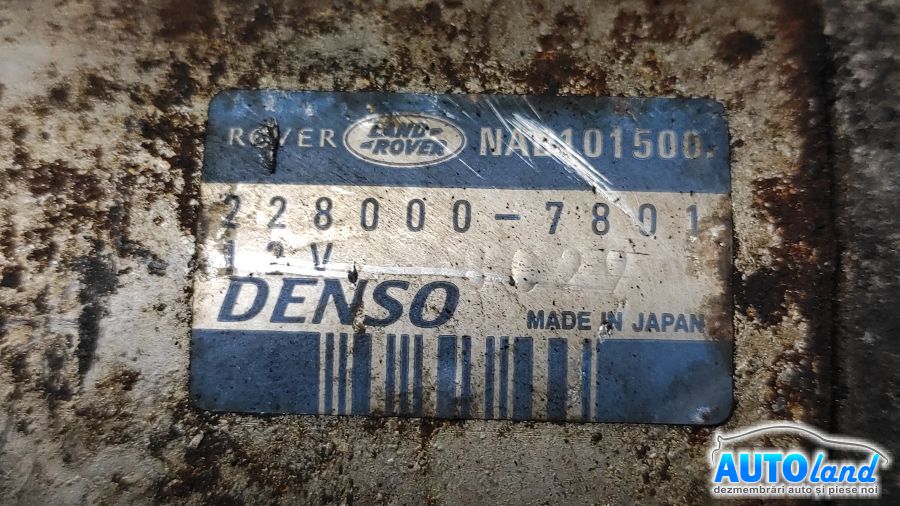 ROVER LAND-ROVER NAD101500
228000-7801
12V
DENSO MADE IN JAPAN
AUTOland
dezmembrări auto și piese noi